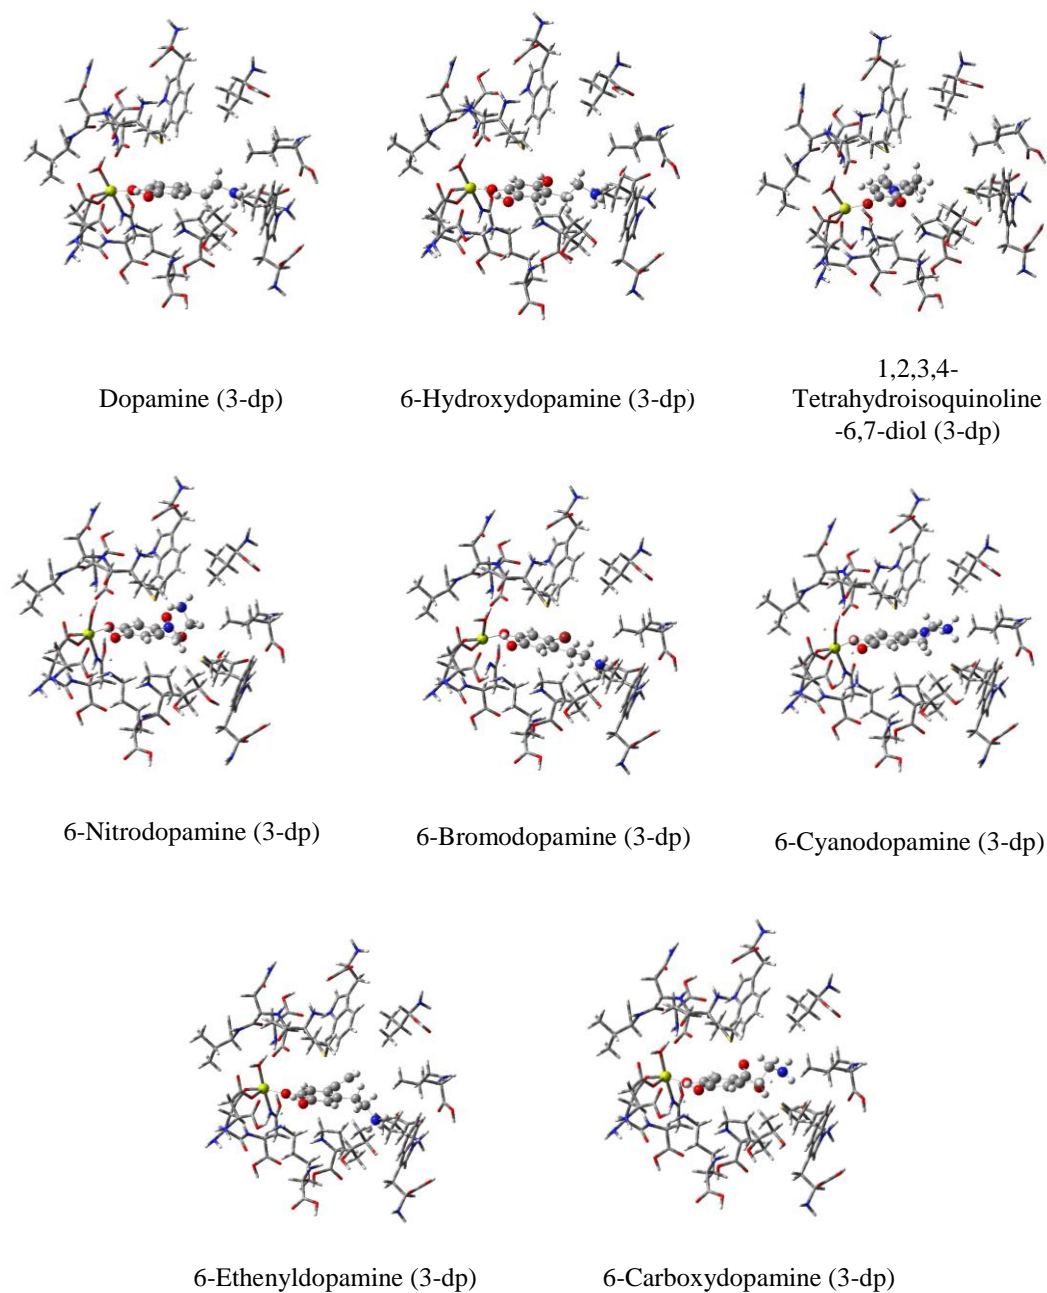 Dopamine (3-dp)
6-Hydroxydopamine (3-dp)
1,2,3,4-
Tetrahydroisoquinoline
-6,7-diol (3-dp)
6-Nitrodopamine (3-dp)
6-Bromodopamine (3-dp)
6-Cyanodopamine (3-dp)
6-Ethenyldopamine (3-dp)
6-Carboxydopamine (3-dp)